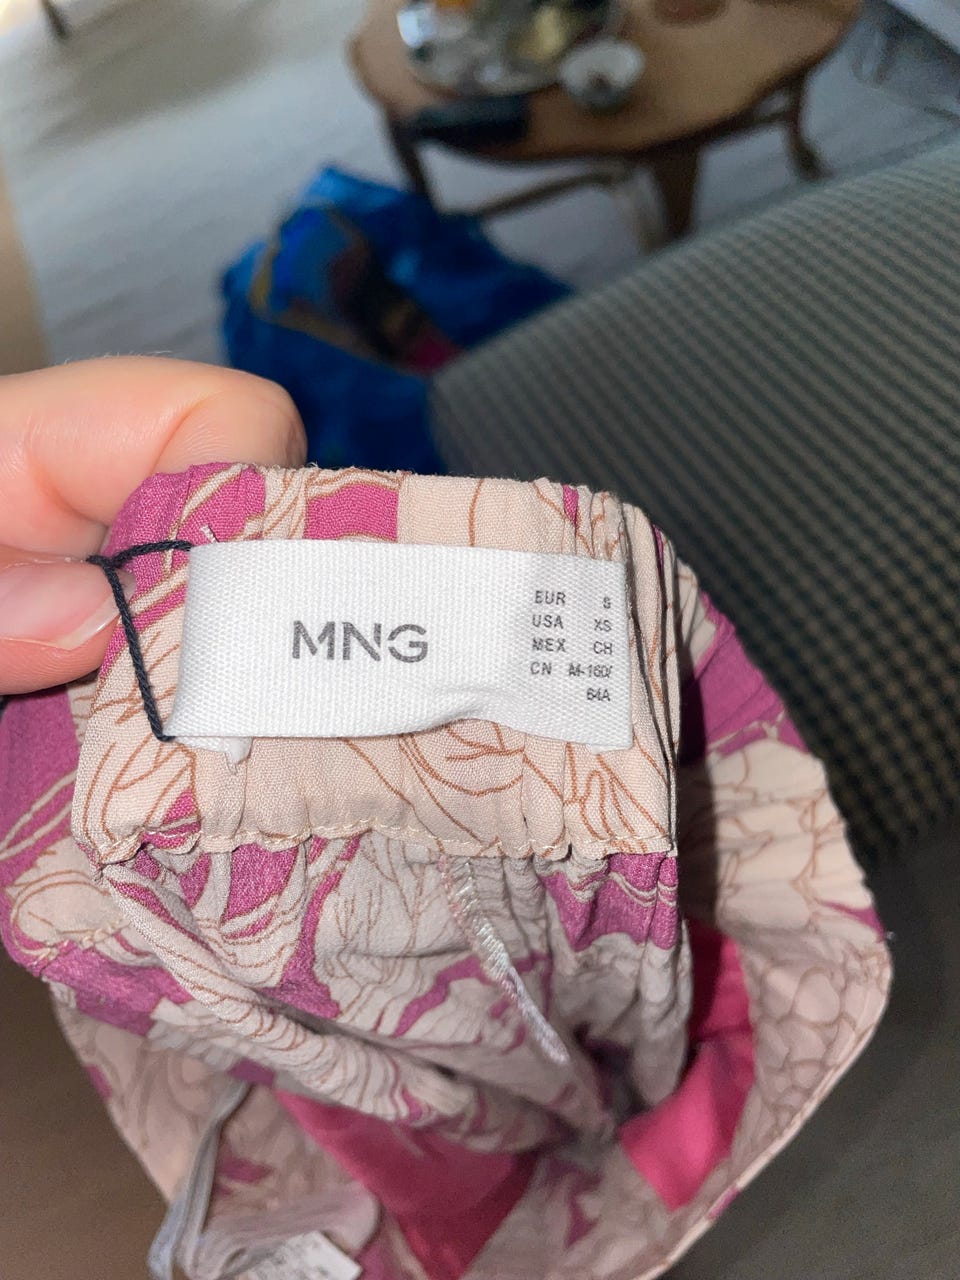 MNG
EUR S
USA XS
MEX CH
CN M-160/
64A